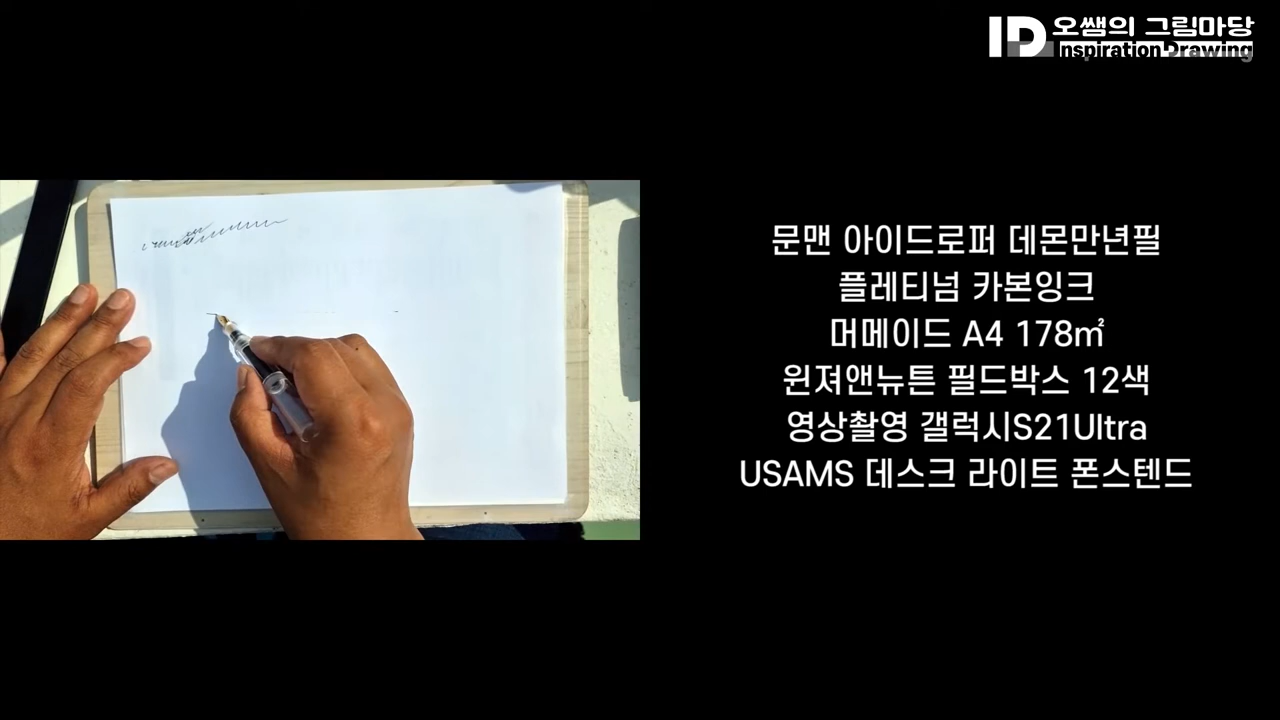 ID 오쌤의 그림마당
Inspiration Drawing
문맨 아이드로퍼 데몬만년필
플레티넘 카본잉크
머메이드 A4 178㎡
윈져앤뉴튼 필드박스 12색
영상촬영 갤럭시S21Ultra
USAMS 데스크 라이트 폰스텐드